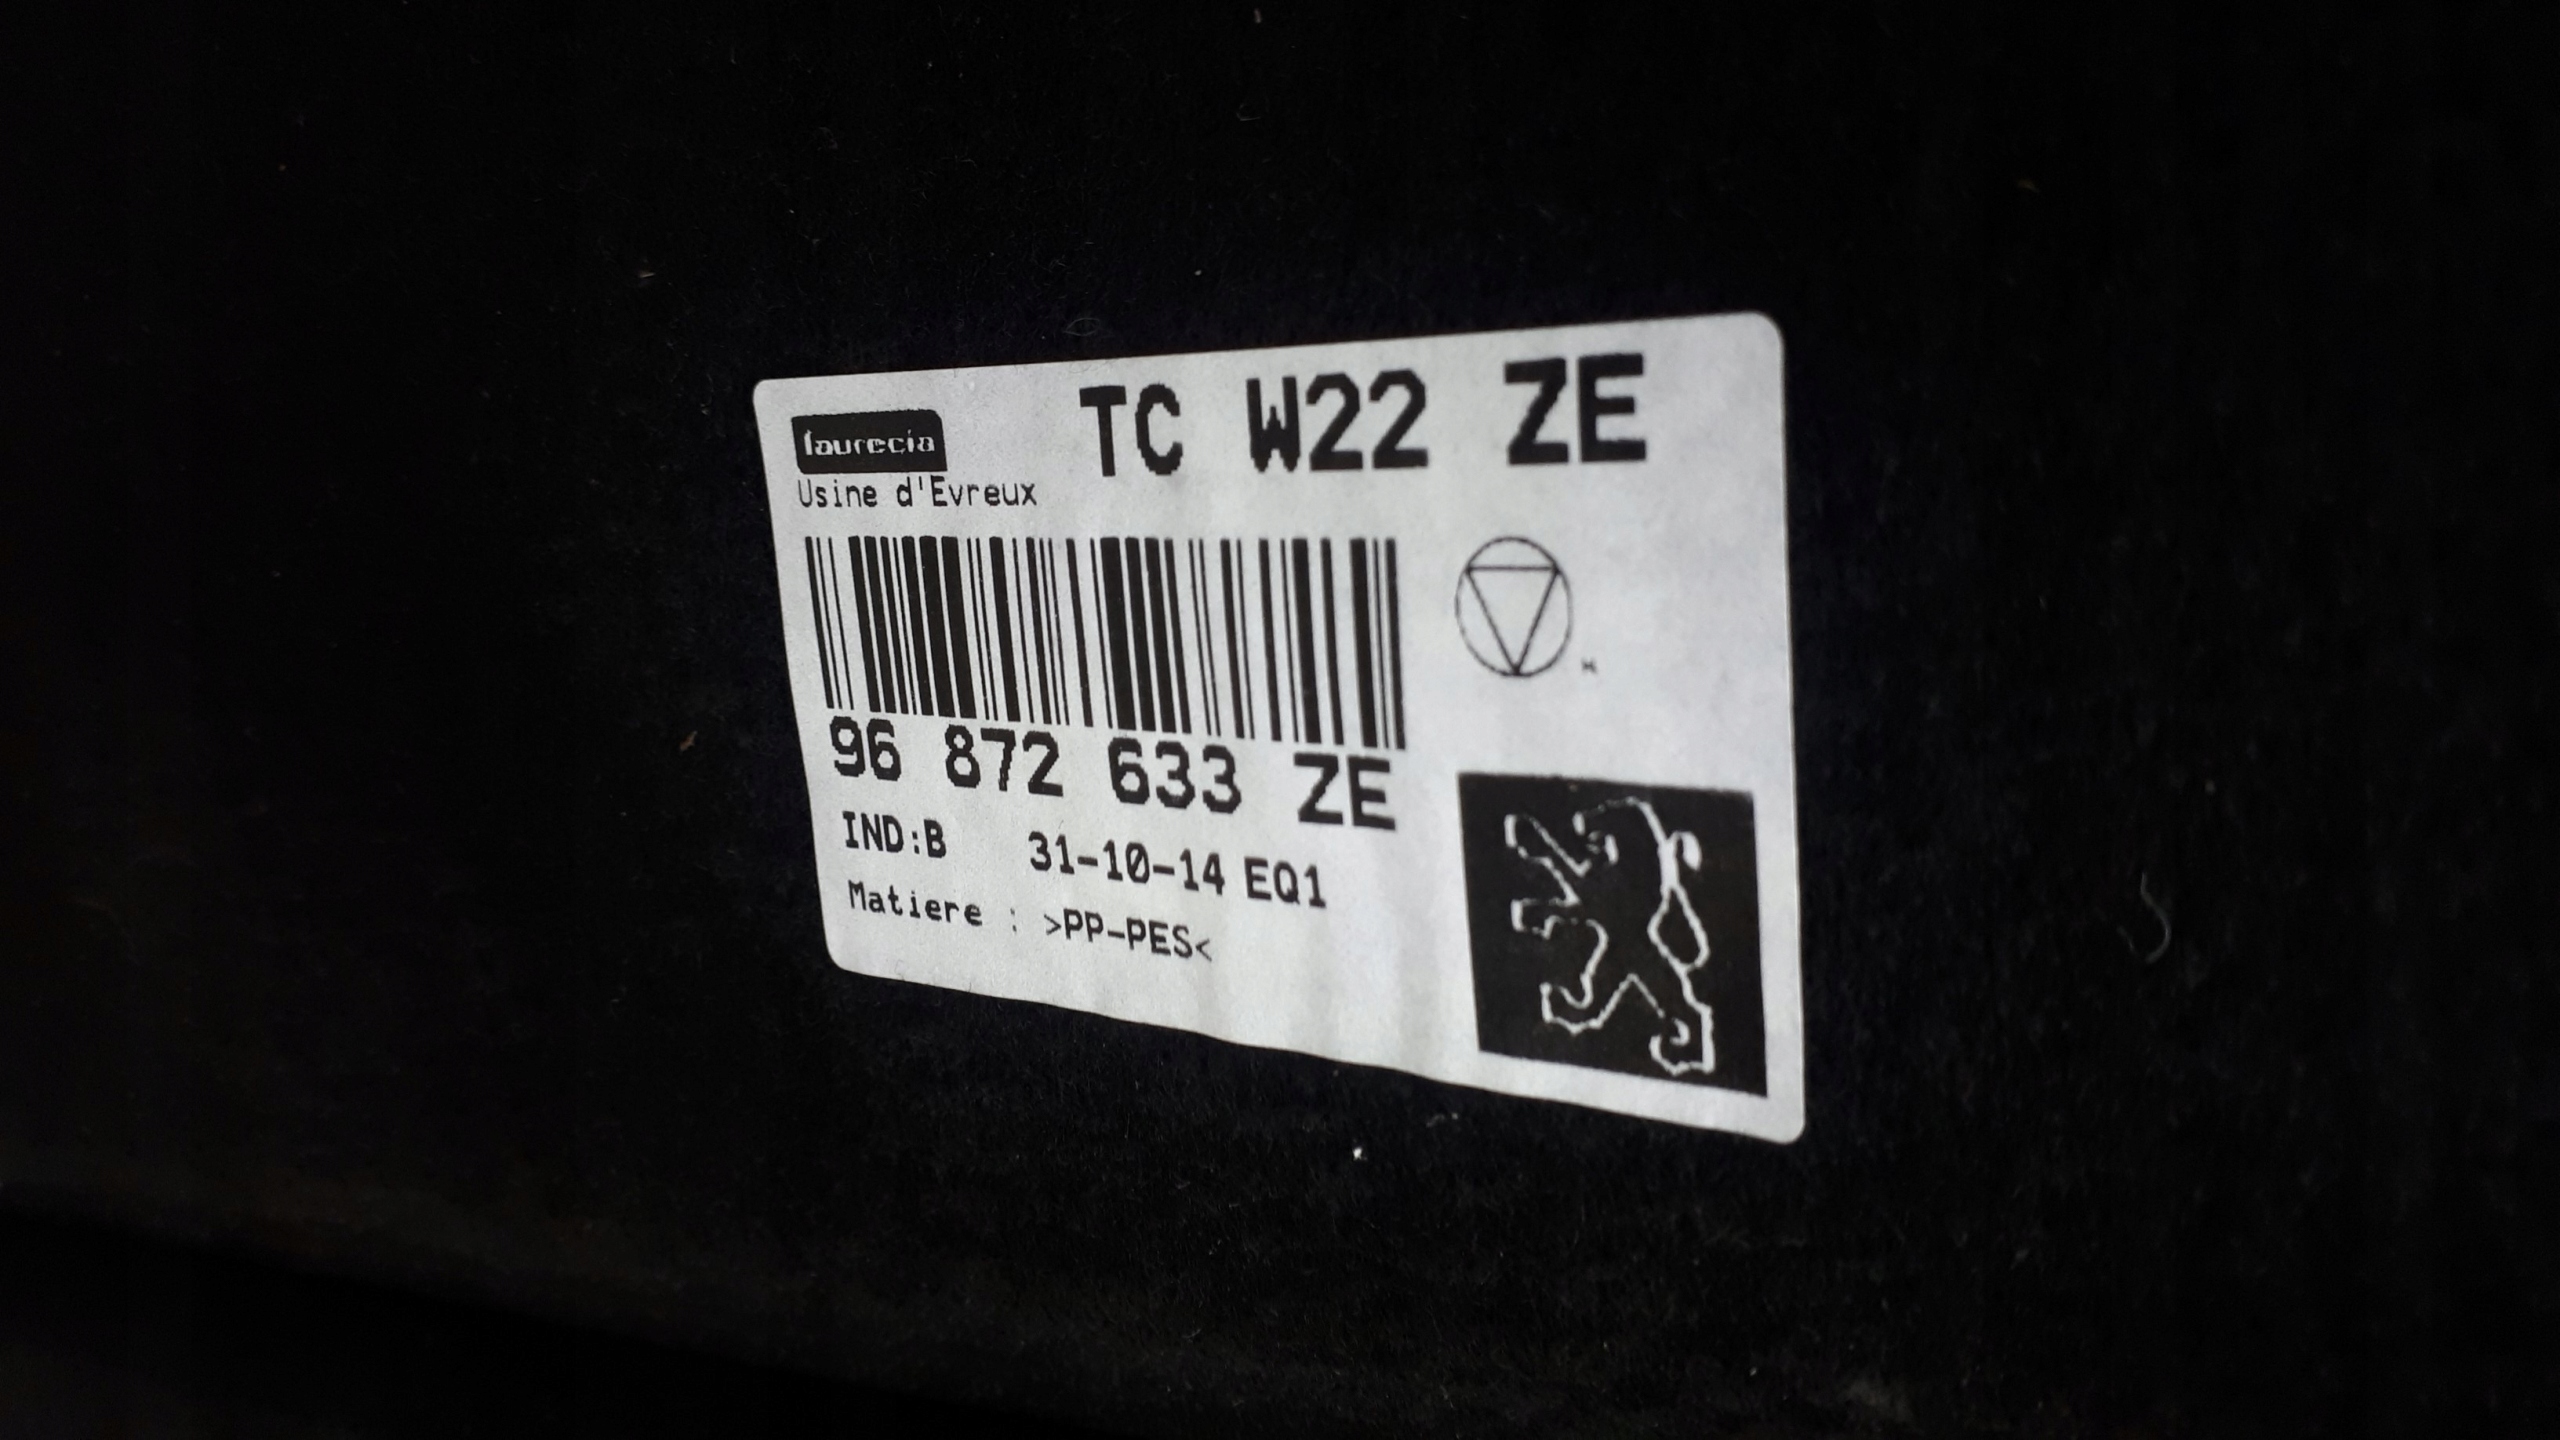 faurecia
TC W22 ZE
Usine d'Evreux
96 872 633 ZE
IND:B 31-10-14 EQ1
Matiere : >PP-PES<